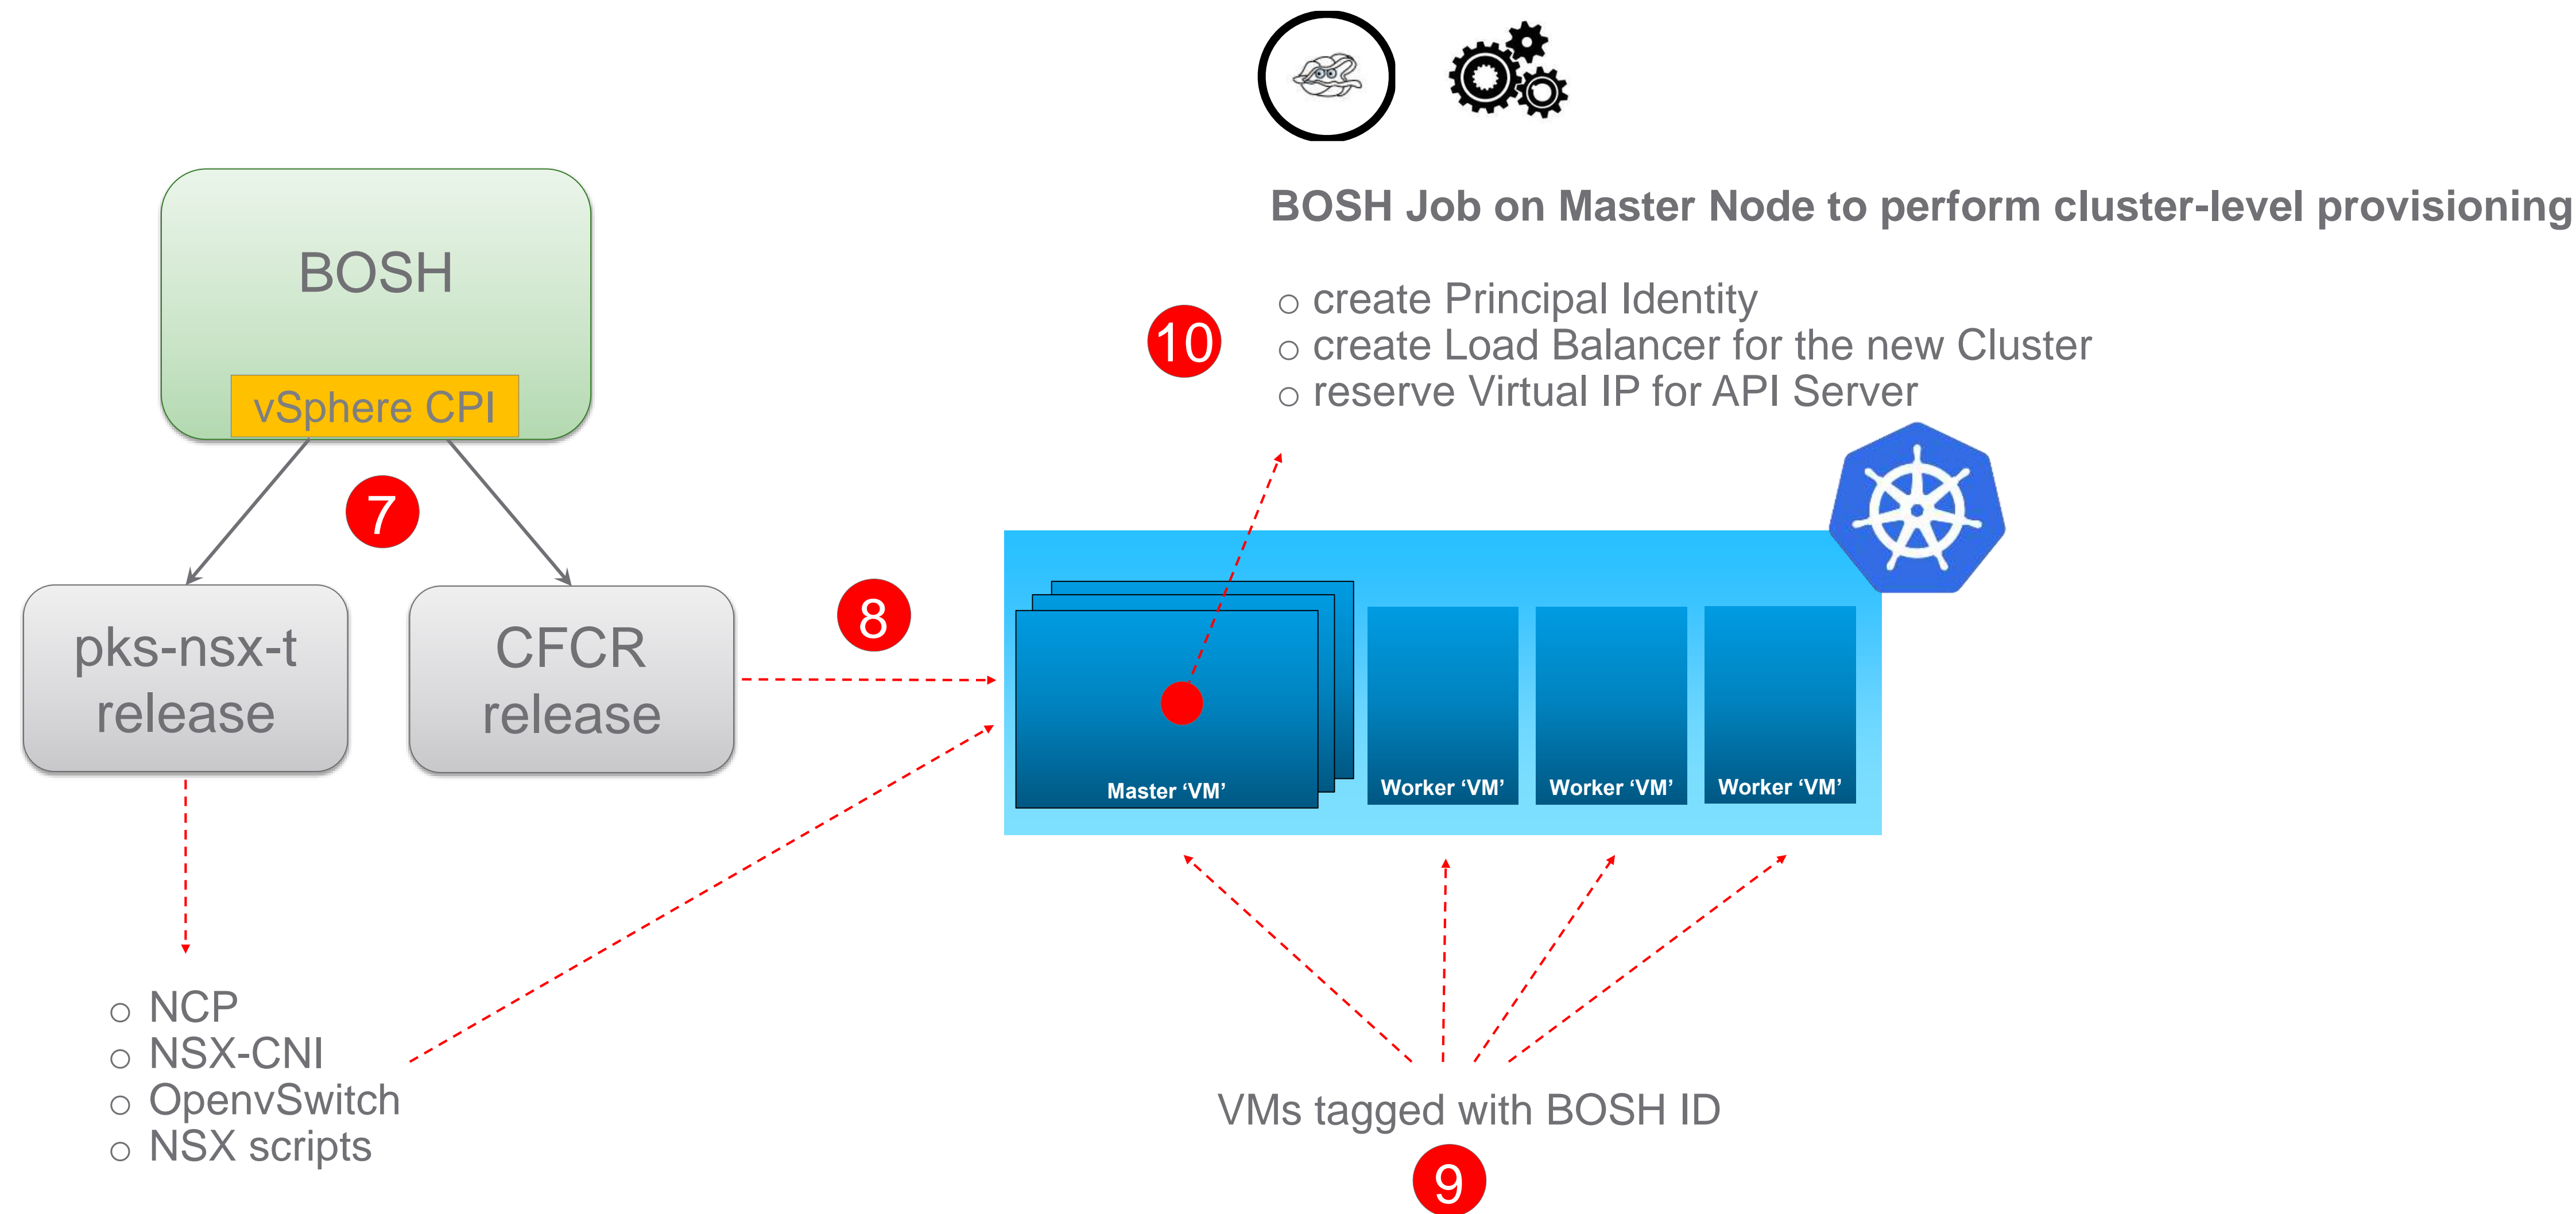 BOSH Job on Master Node to perform cluster-level provisioning
BOSH
vSphere CPI
10
○ create Principal Identity
○ create Load Balancer for the new Cluster
○ reserve Virtual IP for API Server
7
8
pks-nsx-t
release
CFCR
release
Master ‘VM’
Worker ‘VM’
Worker ‘VM’
Worker ‘VM’
○ NCP
○ NSX-CNI
○ OpenvSwitch
○ NSX scripts
VMs tagged with BOSH ID
9